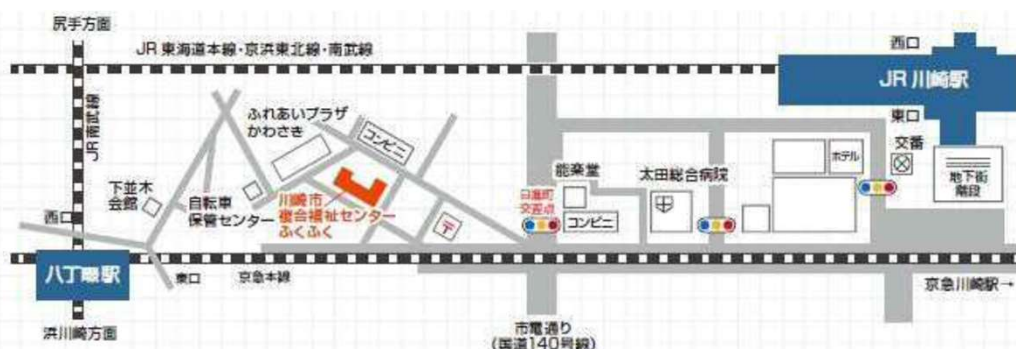 尻手方面
JR東海道本線・京浜東北線・南武線
JR南武線
西口
JR川崎駅
東口
交番
地下街
階段
ホテル
太田総合病院
能楽堂
コンビニ
日進町
交差点
ふれあいプラザ
かわさき
コンビニ
川崎市
複合福祉センター
ふくふく
〒
自転車
保管センター
下並木
会館
西口
八丁畷駅
東口
京急本線
京急川崎駅→
浜川崎方面
市電通り
(国道140号線)